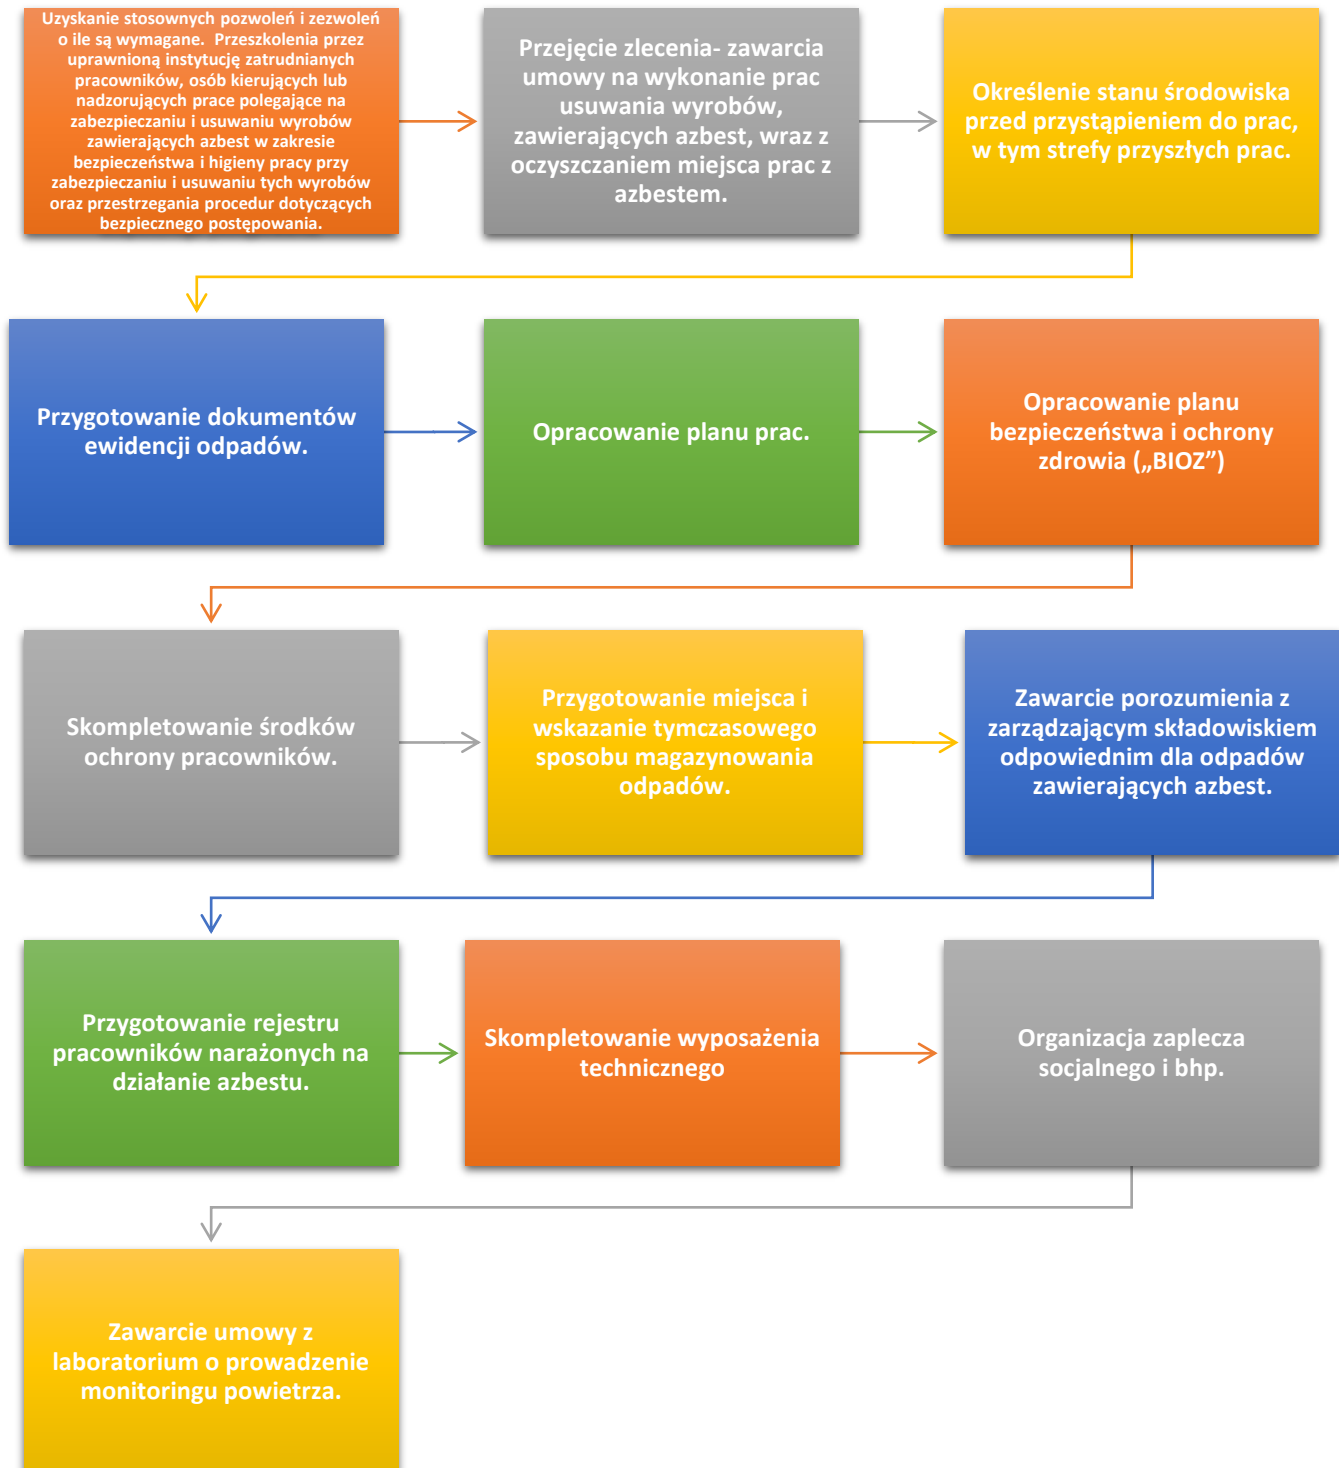 Uzyskanie stosownych pozwoleń i zezwoleń
o ile są wymagane. Przeszkolenia przez
uprawnioną instytucję zatrudnianych
pracowników, osób kierujących lub
nadzorujących prace polegające na
zabezpieczaniu i usuwaniu wyrobów
zawierających azbest w zakresie
bezpieczeństwa i higieny pracy przy
zabezpieczaniu i usuwaniu tych wyrobów
oraz przestrzegania procedur dotyczących
bezpiecznego postępowania.
Przejęcie zlecenia- zawarcia
umowy na wykonanie prac
usuwania wyrobów,
zawierających azbest, wraz z
oczyszczaniem miejsca prac z
azbestem.
Określenie stanu środowiska
przed przystąpieniem do prac,
w tym strefy przyszłych prac.
Przygotowanie dokumentów
ewidencji odpadów.
Opracowanie planu prac.
Opracowanie planu
bezpieczeństwa i ochrony
zdrowia („BIOZ”)
Skompletowanie środków
ochrony pracowników.
Przygotowanie miejsca i
wskazanie tymczasowego
sposobu magazynowania
odpadów.
Zawarcie porozumienia z
zarządzającym składowiskiem
odpowiednim dla odpadów
zawierających azbest.
Przygotowanie rejestru
pracowników narażonych na
działanie azbestu.
Skompletowanie wyposażenia
technicznego
Organizacja zaplecza
socjalnego i bhp.
Zawarcie umowy z
laboratorium o prowadzenie
monitoringu powietrza.